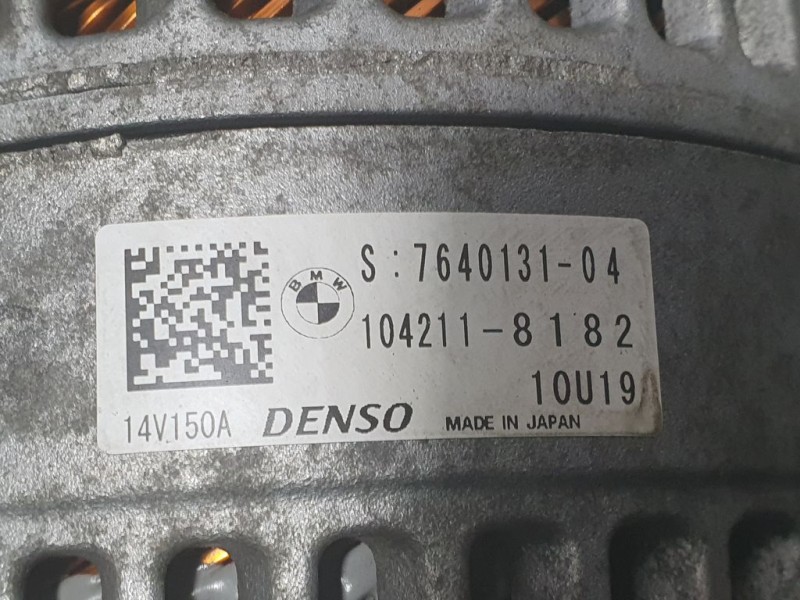 BMW
S:7640131-04
104211-8182
10U19
14V150A DENSO MADE IN JAPAN